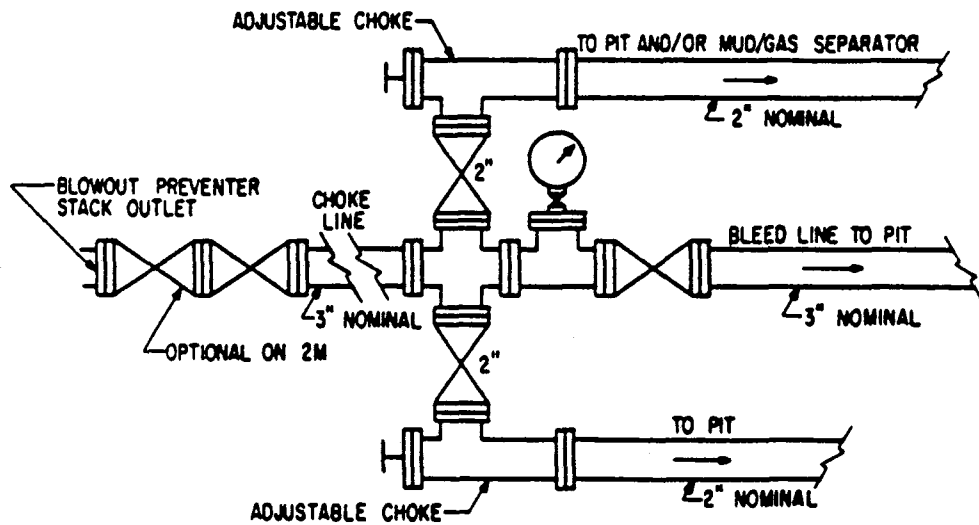 ADJUSTABLE CHOKE
TO PIT AND/OR MUD/GAS SEPARATOR
2" NOMINAL
2"
BLOWOUT PREVENTER
STACK OUTLET
CHOKE
LINE
BLEED LINE TO PIT
3" NOMINAL
3" NOMINAL
OPTIONAL ON 2M
2"
TO PIT
2" NOMINAL
ADJUSTABLE CHOKE